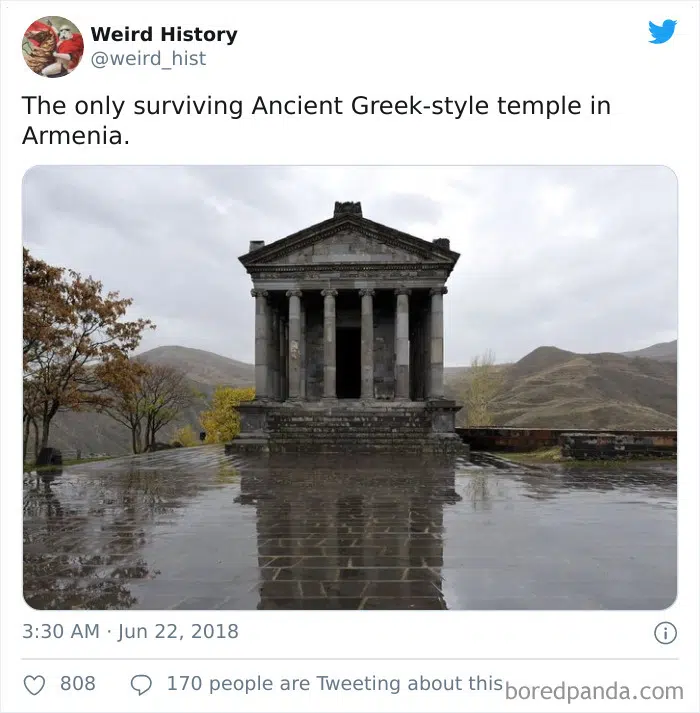 Weird History
@weird_hist
The only surviving Ancient Greek-style temple in
Armenia.
3:30 AM · Jun 22, 2018
808
170 people are Tweeting about this
boredpanda.com